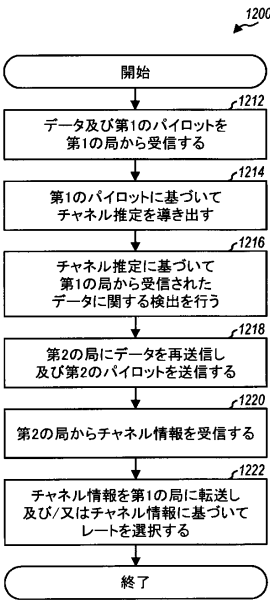 1200
開始
1212
データ及び第1のパイロットを
第1の局から受信する
1214
第1のパイロットに基づいて
チャネル推定を導き出す
1216
チャネル推定に基づいて
第1の局から受信された
データに関する検出を行う
1218
第2の局にデータを再送信し
及び第2のパイロットを送信する
1220
第2の局からチャネル情報を受信する
1222
チャネル情報を第1の局に転送し
及び/又はチャネル情報に基づいて
レートを選択する
終了